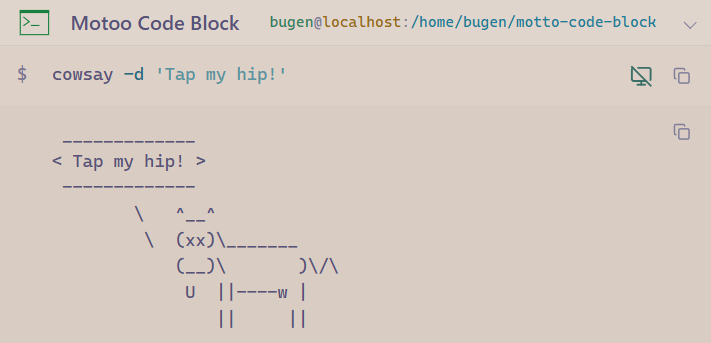 Motoo Code Block
bugen@localhost:/home/bugen/motto-code-block
$ cowsay -d 'Tap my hip!'
 _____________
< Tap my hip! >
 -------------
        \   ^__^
         \  (xx)\_______
            (__)\       )\/\
             U  ||----w |
                ||     ||